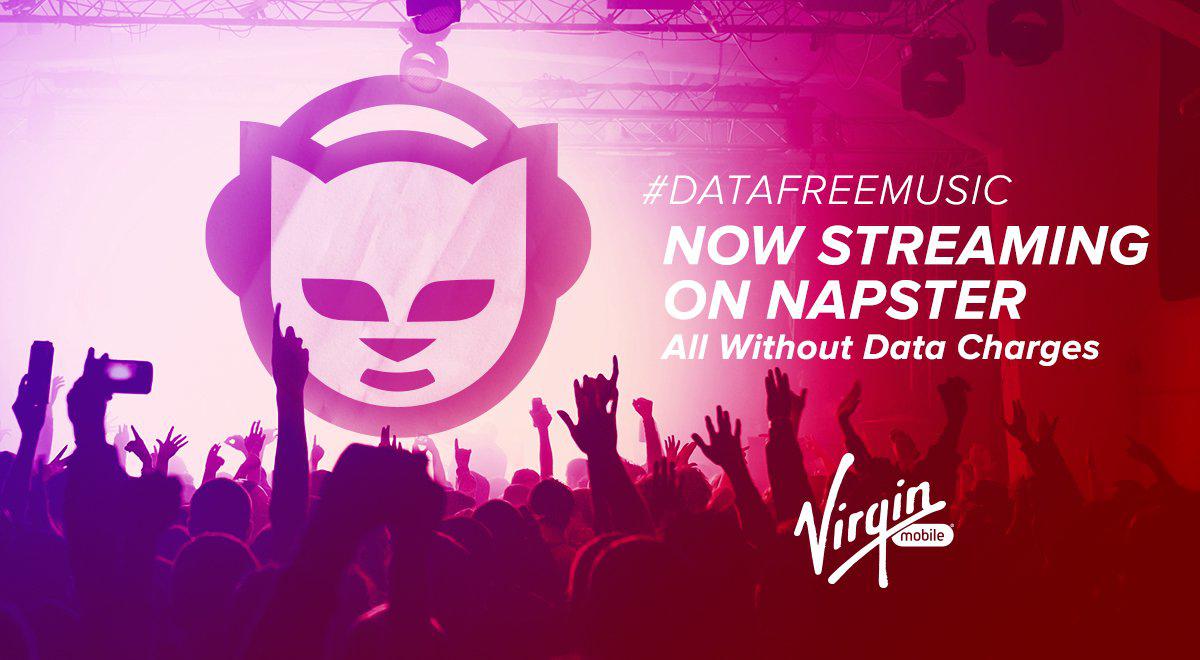 #DATAFREEMUSIC
NOW STREAMING
ON NAPSTER
All Without Data Charges
Virgin
mobile